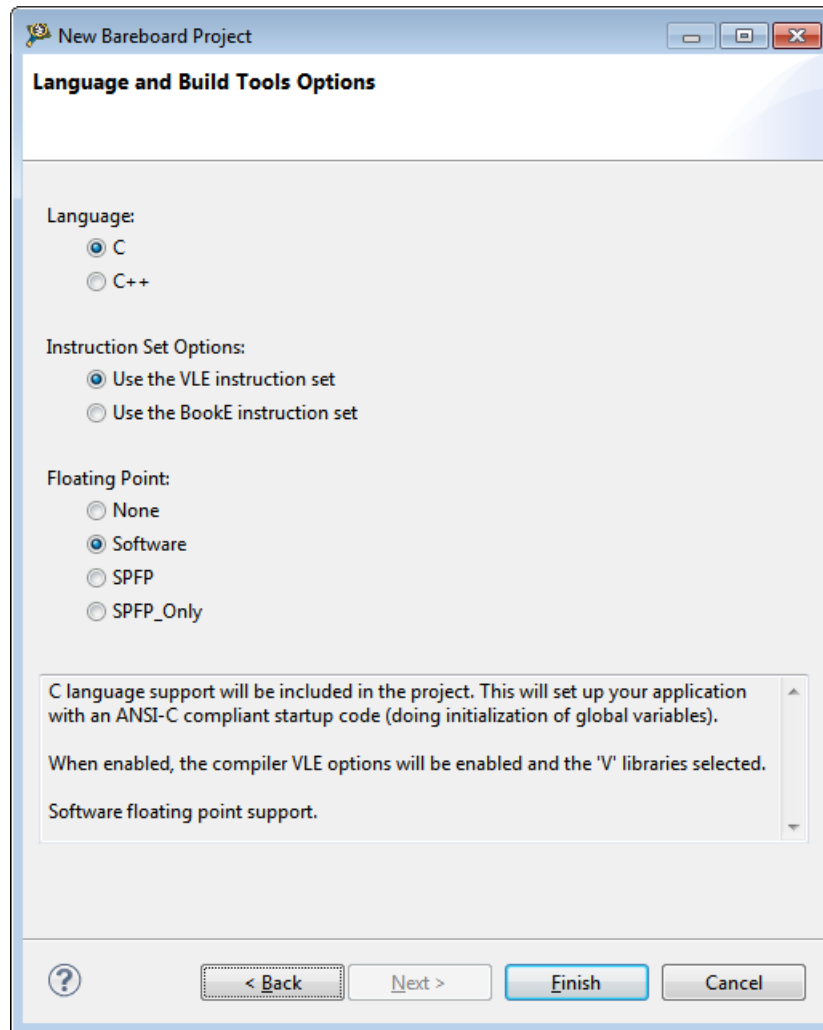 New Bareboard Project
Language and Build Tools Options
Language:
C
C++
Instruction Set Options:
Use the VLE instruction set
Use the BookE instruction set
Floating Point:
None
Software
SPFP
SPFP_Only
C language support will be included in the project. This will set up your application
with an ANSI-C compliant startup code (doing initialization of global variables).
When enabled, the compiler VLE options will be enabled and the 'V' libraries selected.
Software floating point support.
? < Back Next > Finish Cancel